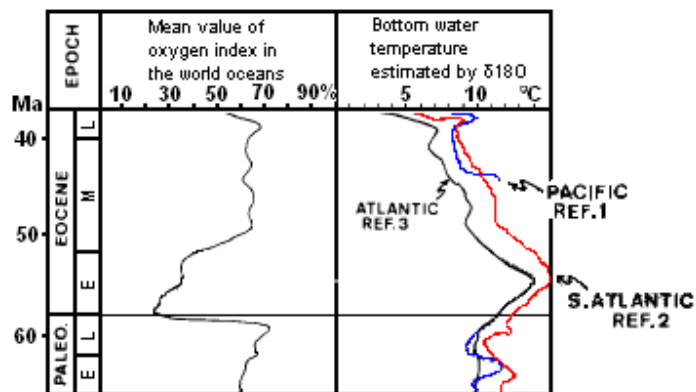 EPOCH
Mean value of
oxygen index in
the world oceans
Bottom water
temperature
estimated by δ18O
Ma
10 30 50 70 90%
5 10 °C
40
50
60
EOCENE
PALEO.
L
M
E
L
E
ATLANTIC
REF.3
PACIFIC
REF.1
S.ATLANTIC
REF.2